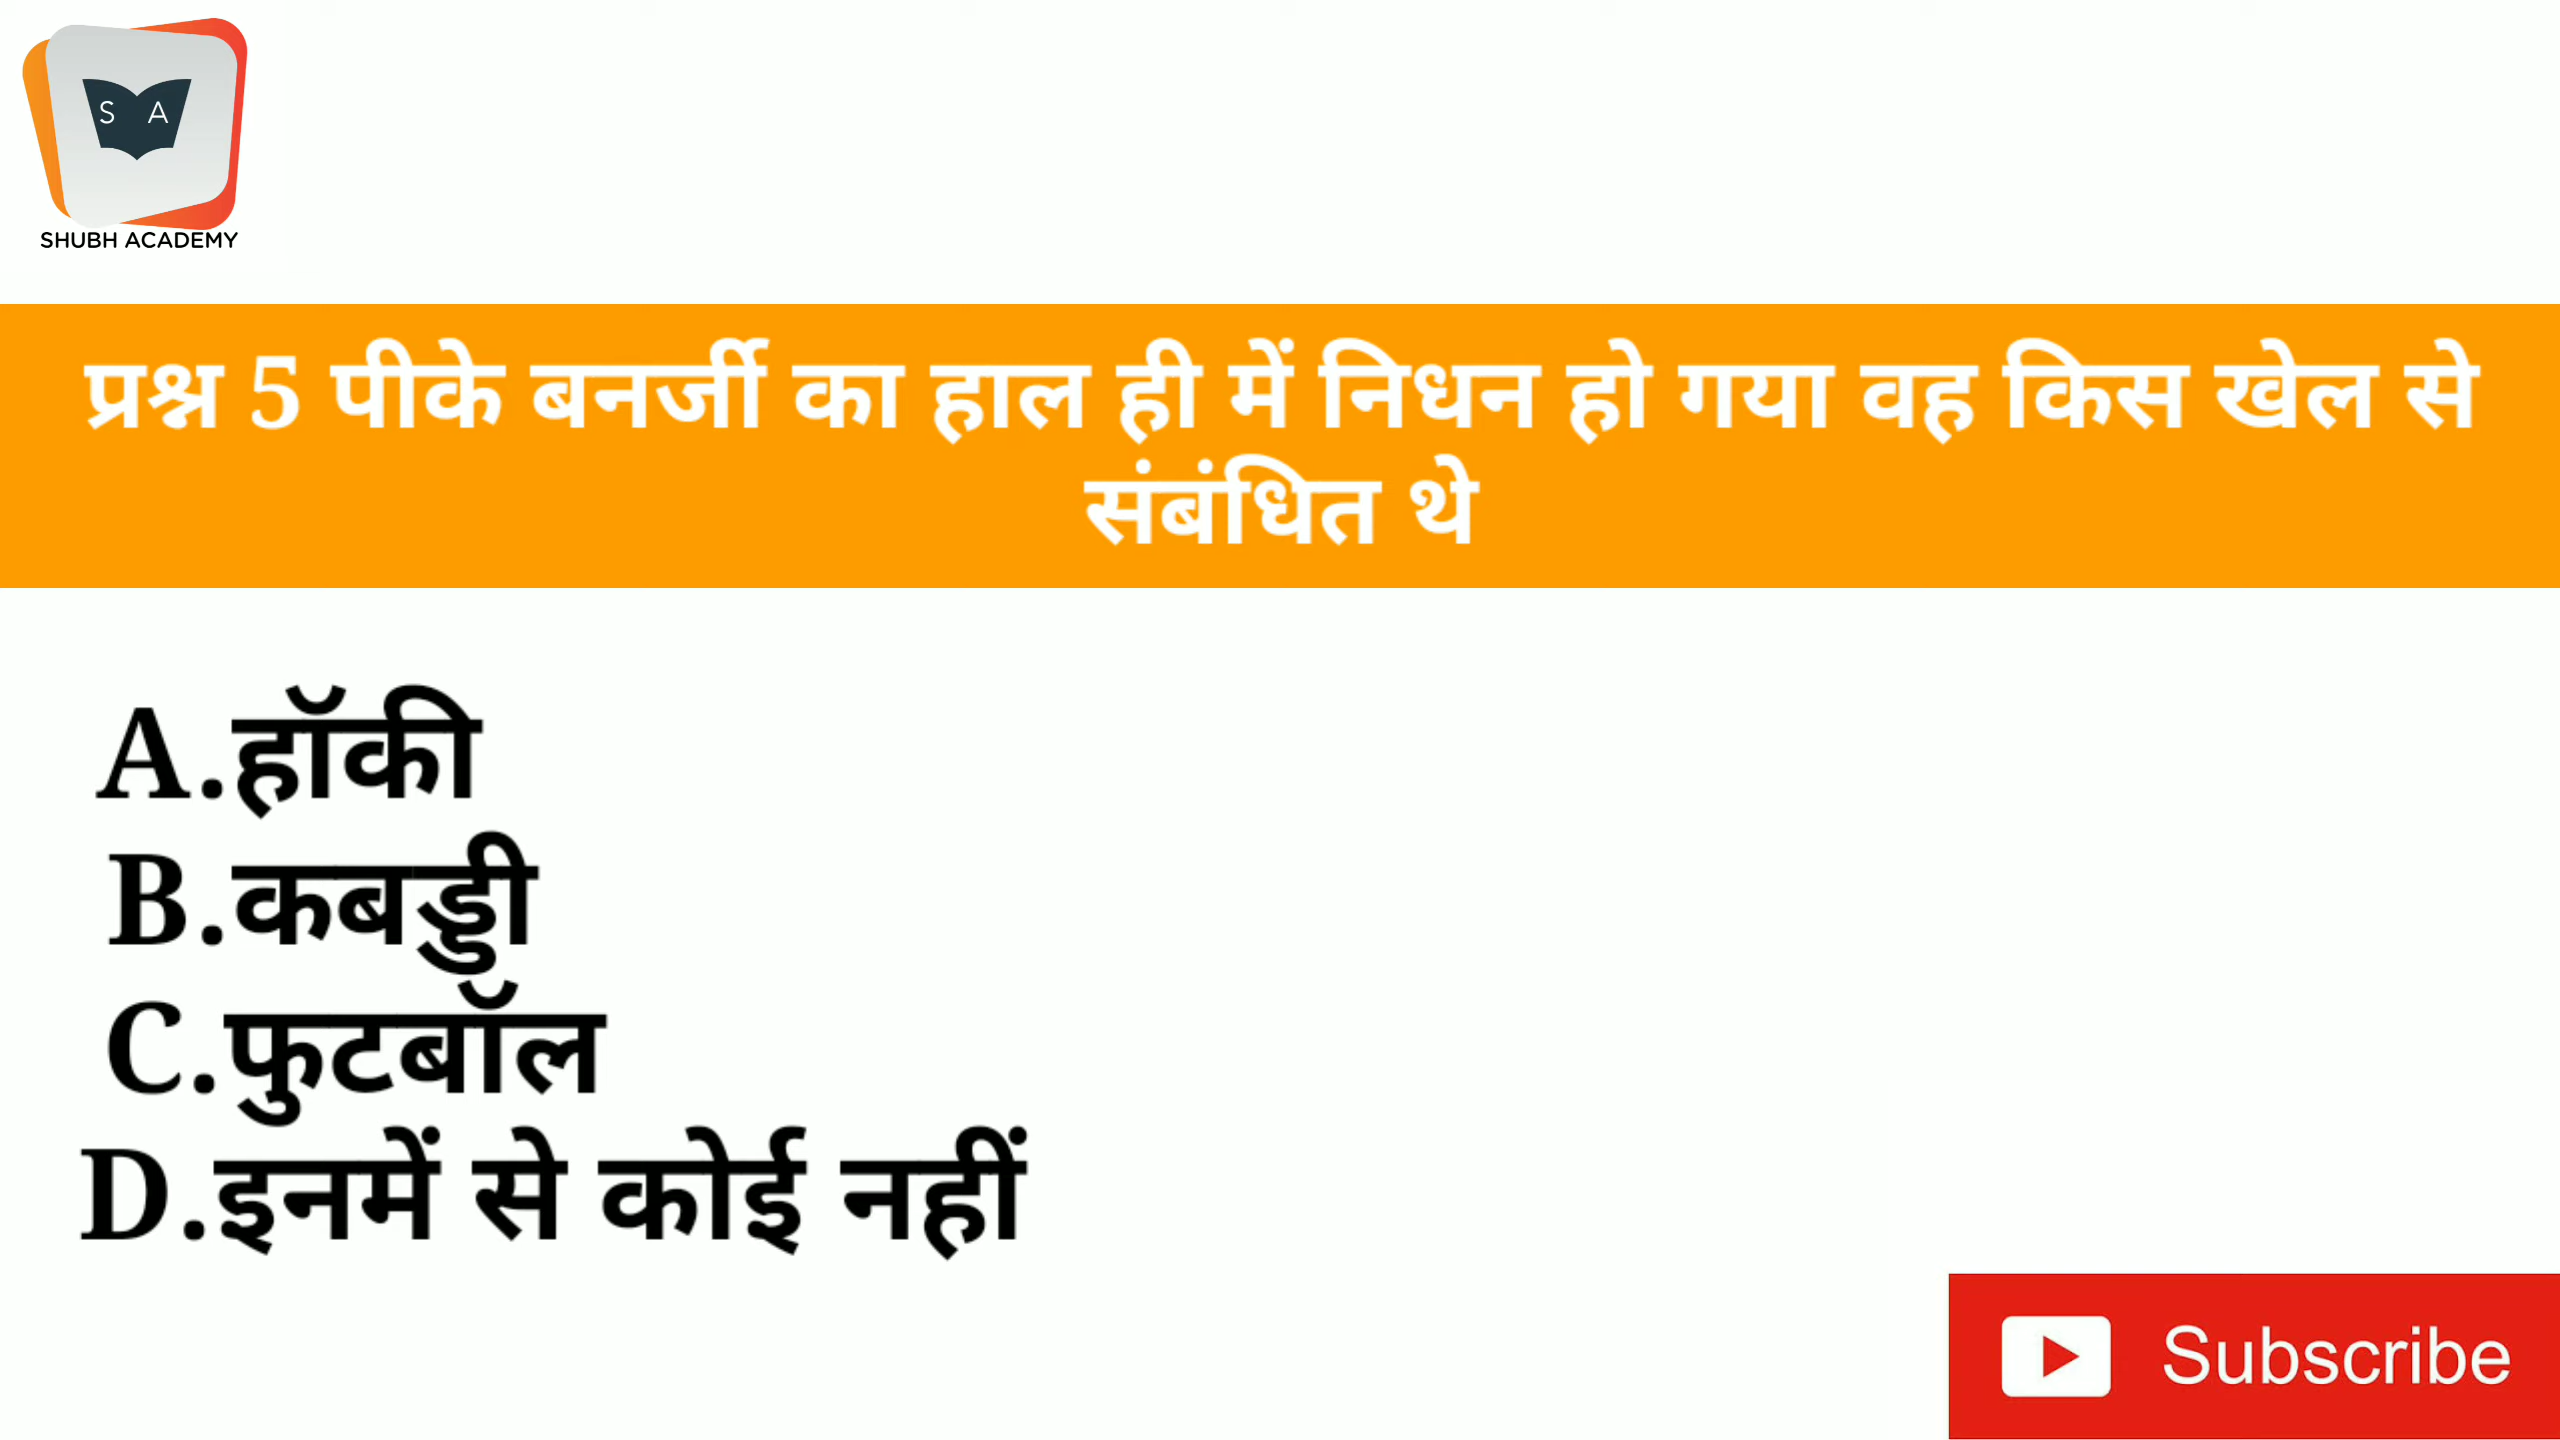 S A
SHUBH ACADEMY
प्रश्न 5 पीके बनर्जी का हाल ही में निधन हो गया वह किस खेल से
संबंधित थे
A.हॉकी
B.कबड्डी
C.फुटबॉल
D.इनमें से कोई नहीं
Subscribe